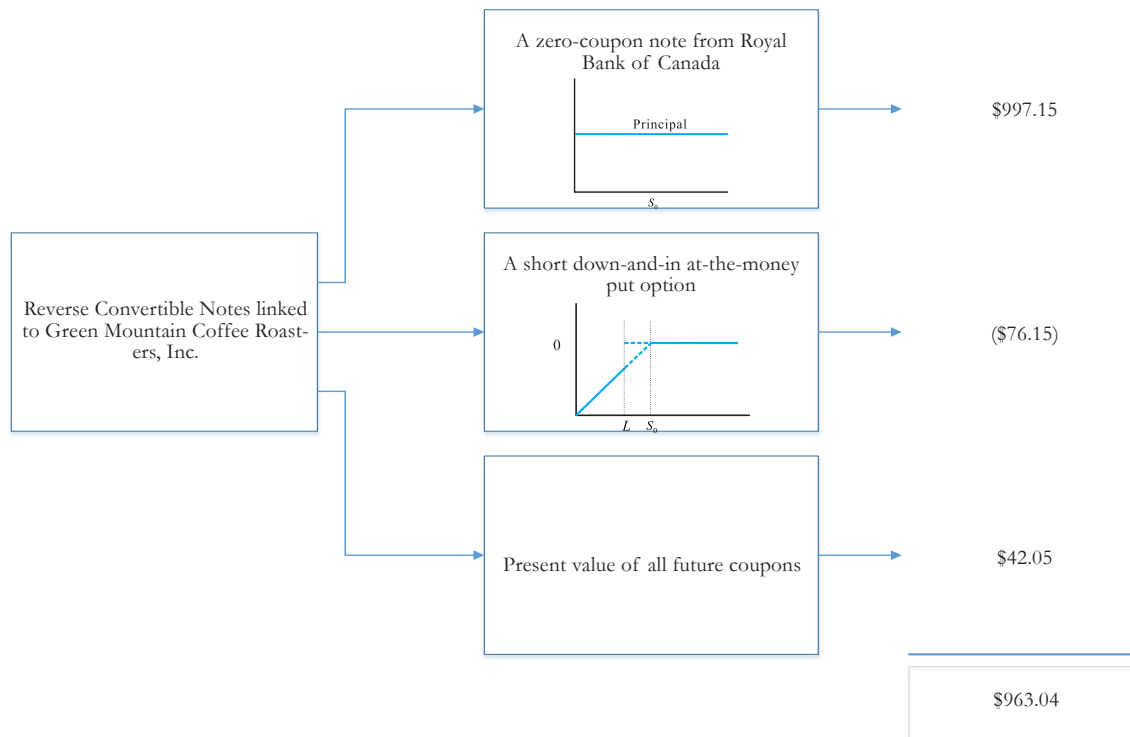 A zero-coupon note from Royal
Bank of Canada
Principal
S₀
$997.15
Reverse Convertible Notes linked
to Green Mountain Coffee Roast-
ers, Inc.
A short down-and-in at-the-money
put option
0
L S₀
($76.15)
Present value of all future coupons
$42.05
$963.04